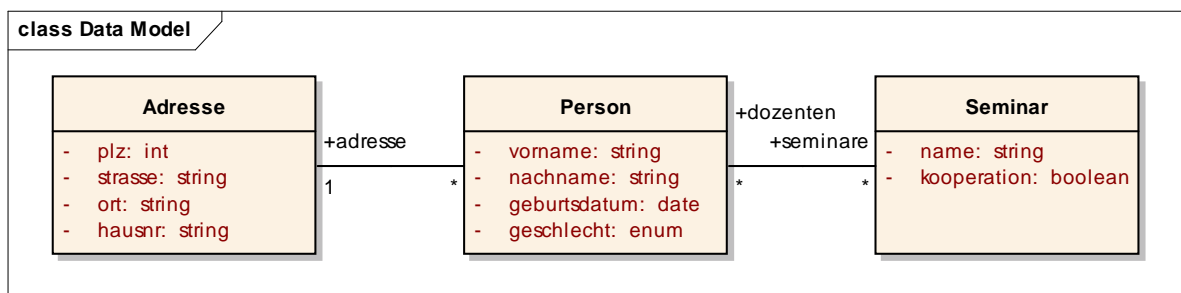 class Data Model
Adresse
- plz: int
- strasse: string
- ort: string
- hausnr: string
+adresse
1
*
Person
- vorname: string
- nachname: string
- geburtsdatum: date
- geschlecht: enum
+dozenten
+seminare
*
*
Seminar
- name: string
- kooperation: boolean